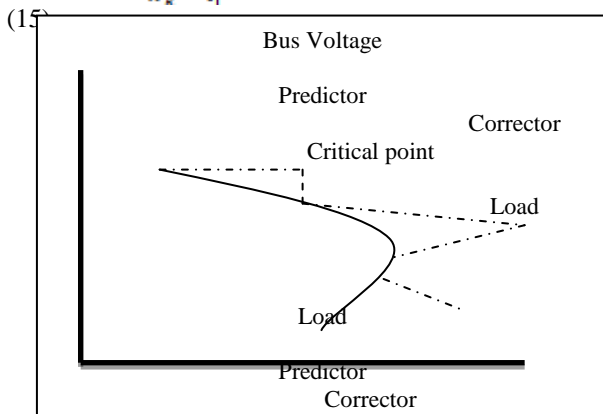 (15)
Bus Voltage
Predictor
Corrector
Critical point
Load
Load
Predictor
Corrector